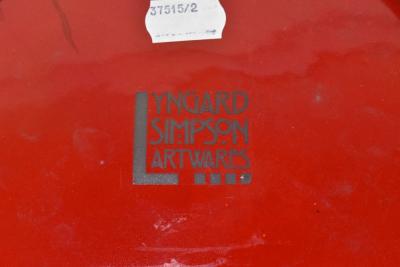 37515/2
LYNGARD
SIMPSON
ARTWARES